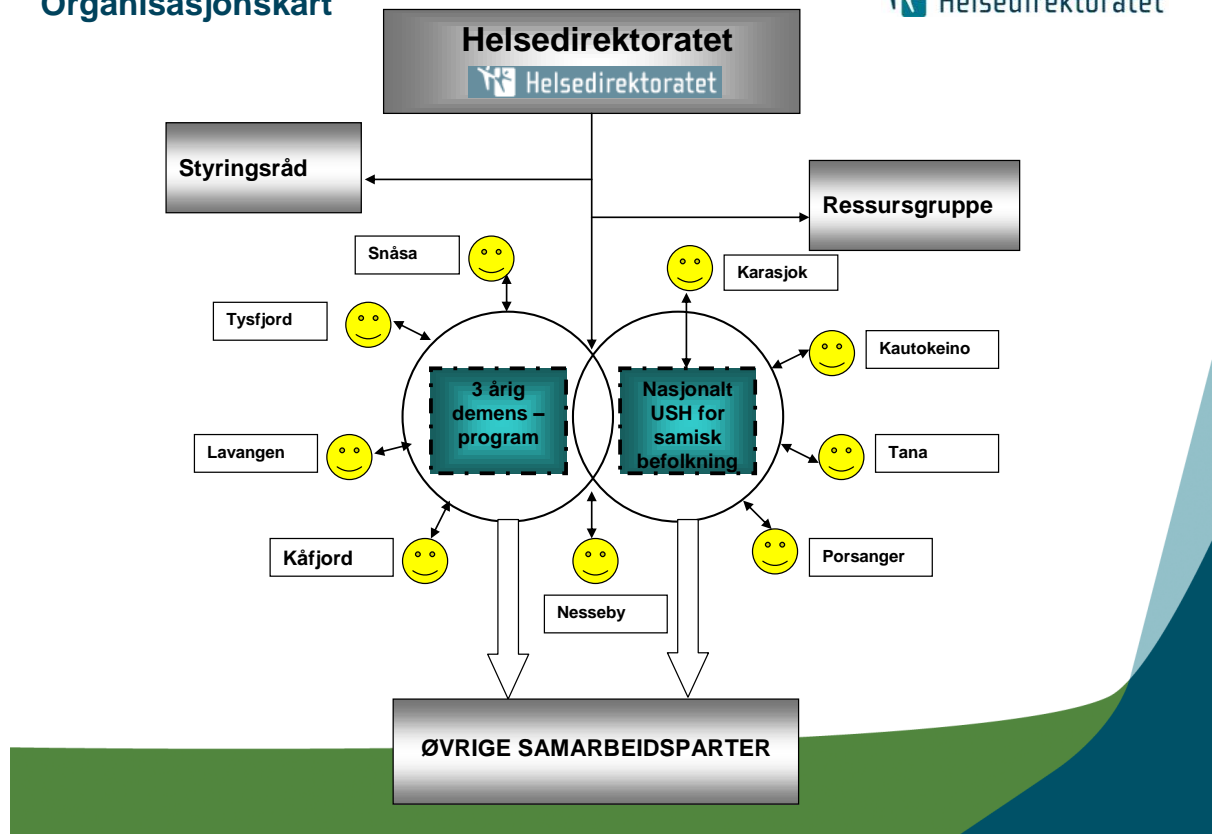 Organisasjonskart
Helsedirektoratet
Helsedirektoratet
Helsedirektoratet
Styringsråd
Ressursgruppe
Snåsa
Karasjok
Tysfjord
Kautokeino
3 årig
demens –
program
Nasjonalt
USH for
samisk
befolkning
Lavangen
Tana
Kåfjord
Porsanger
Nesseby
ØVRIGE SAMARBEIDSPARTER